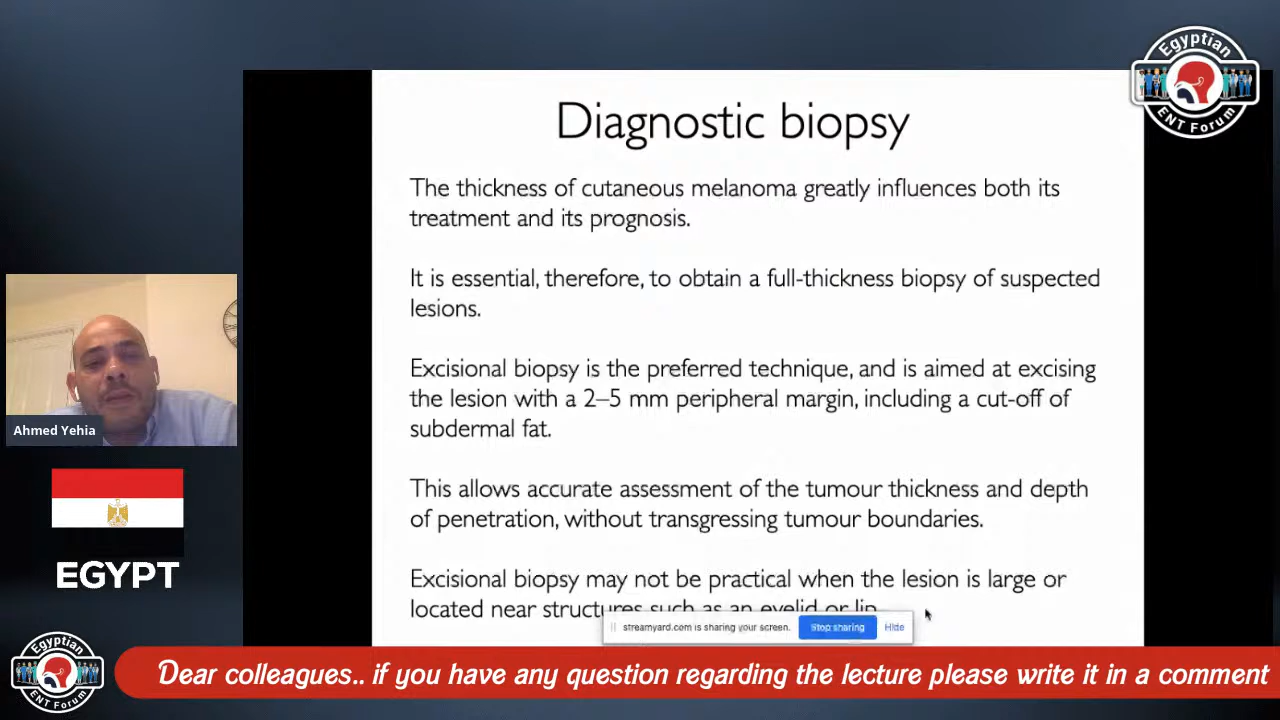 Egyptian
ENT Forum
Diagnostic biopsy
The thickness of cutaneous melanoma greatly influences both its
treatment and its prognosis.
It is essential, therefore, to obtain a full-thickness biopsy of suspected
lesions.
Excisional biopsy is the preferred technique, and is aimed at excising
the lesion with a 2–5 mm peripheral margin, including a cut-off of
subdermal fat.
This allows accurate assessment of the tumour thickness and depth
of penetration, without transgressing tumour boundaries.
Excisional biopsy may not be practical when the lesion is large or
located near structures such as an eyelid or lip
streamyard.com is sharing your screen.
Stop sharing
Hide
Ahmed Yehia
EGYPT
Egyptian
ENT Forum
Dear colleagues.. if you have any question regarding the lecture please write it in a comment